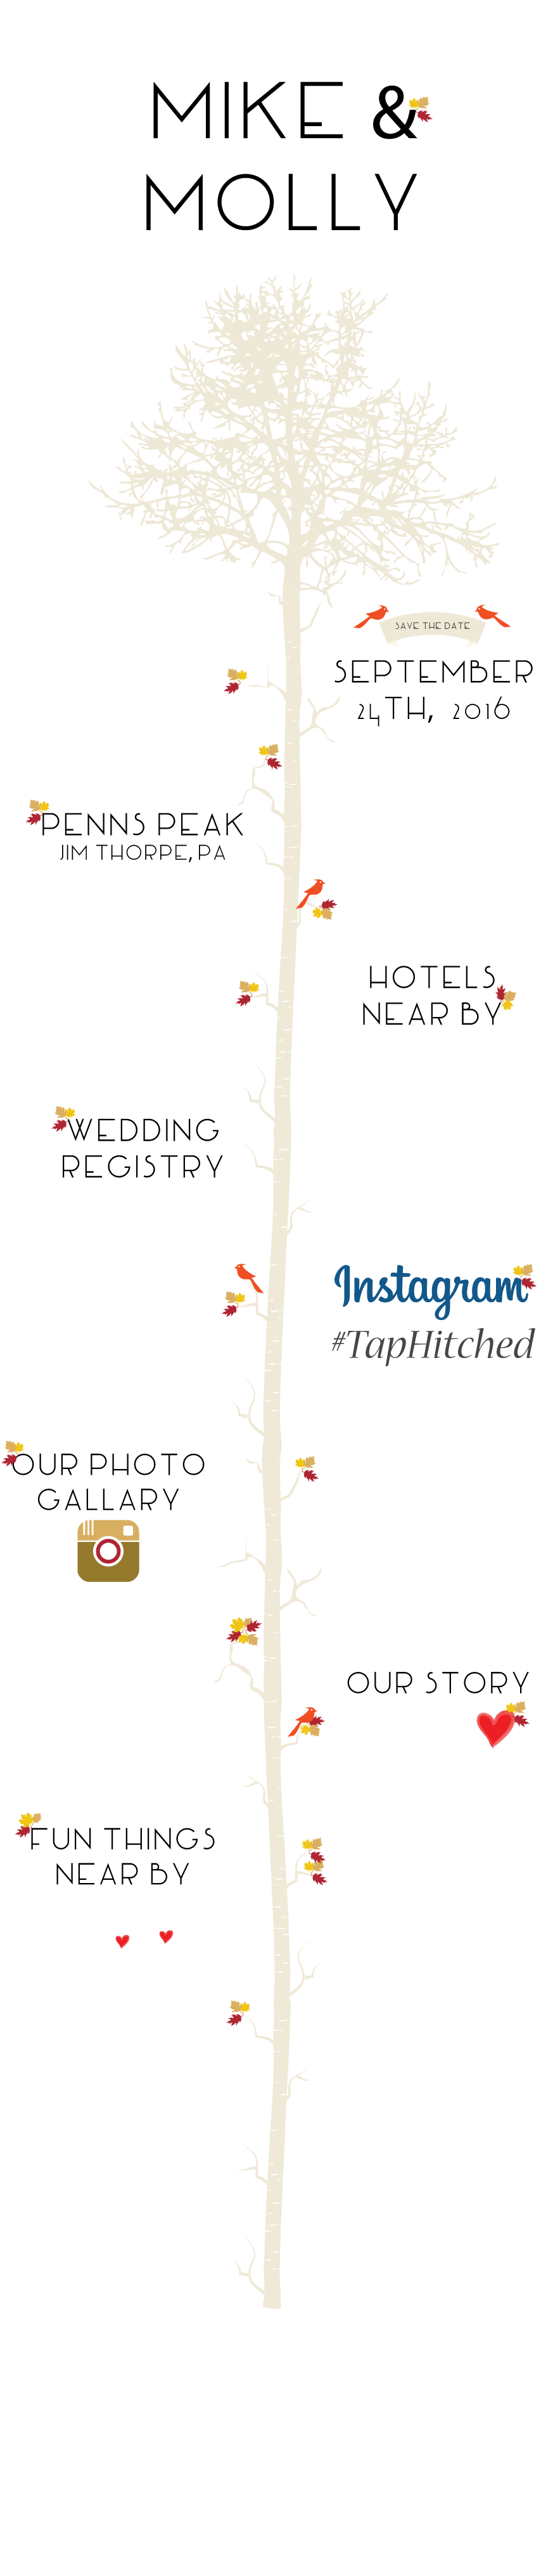 MIKE &
MOLLY
SAVE THE DATE
SEPTEMBER
24TH, 2016
PENNS PEAK
JIM THORPE, PA
HOTELS
NEAR BY
WEDDING
REGISTRY
Instagram
#TapHitched
OUR PHOTO
GALLARY
OUR STORY
FUN THINGS
NEAR BY